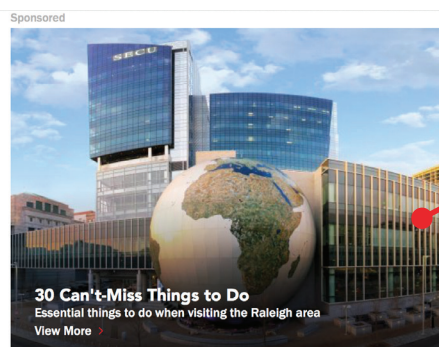 Sponsored
SECU
30 Can't-Miss Things to Do
Essential things to do when visiting the Raleigh area
View More >